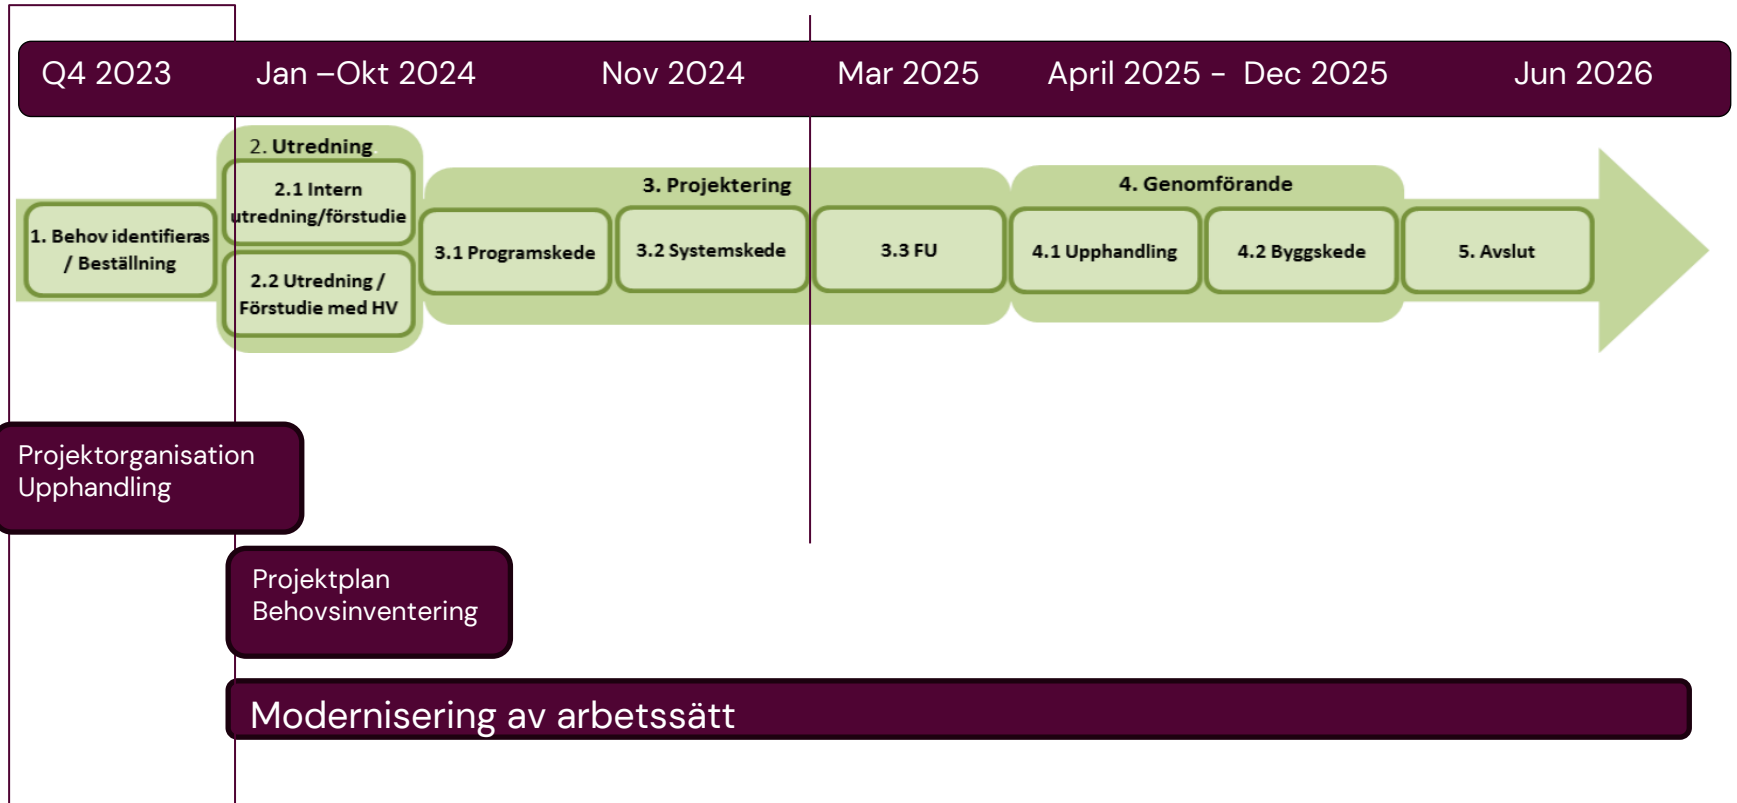 Q4 2023
Jan –Okt 2024
Nov 2024
Mar 2025
April 2025 - Dec 2025
Jun 2026
1. Behov identifieras
/ Beställning
2. Utredning
2.1 Intern
utredning/förstudie
2.2 Utredning /
Förstudie med HV
3. Projektering
3.1 Programskede
3.2 Systemskede
3.3 FU
4. Genomförande
4.1 Upphandling
4.2 Byggskede
5. Avslut
Projektorganisation
Upphandling
Projektplan
Behovsinventering
Modernisering av arbetssätt